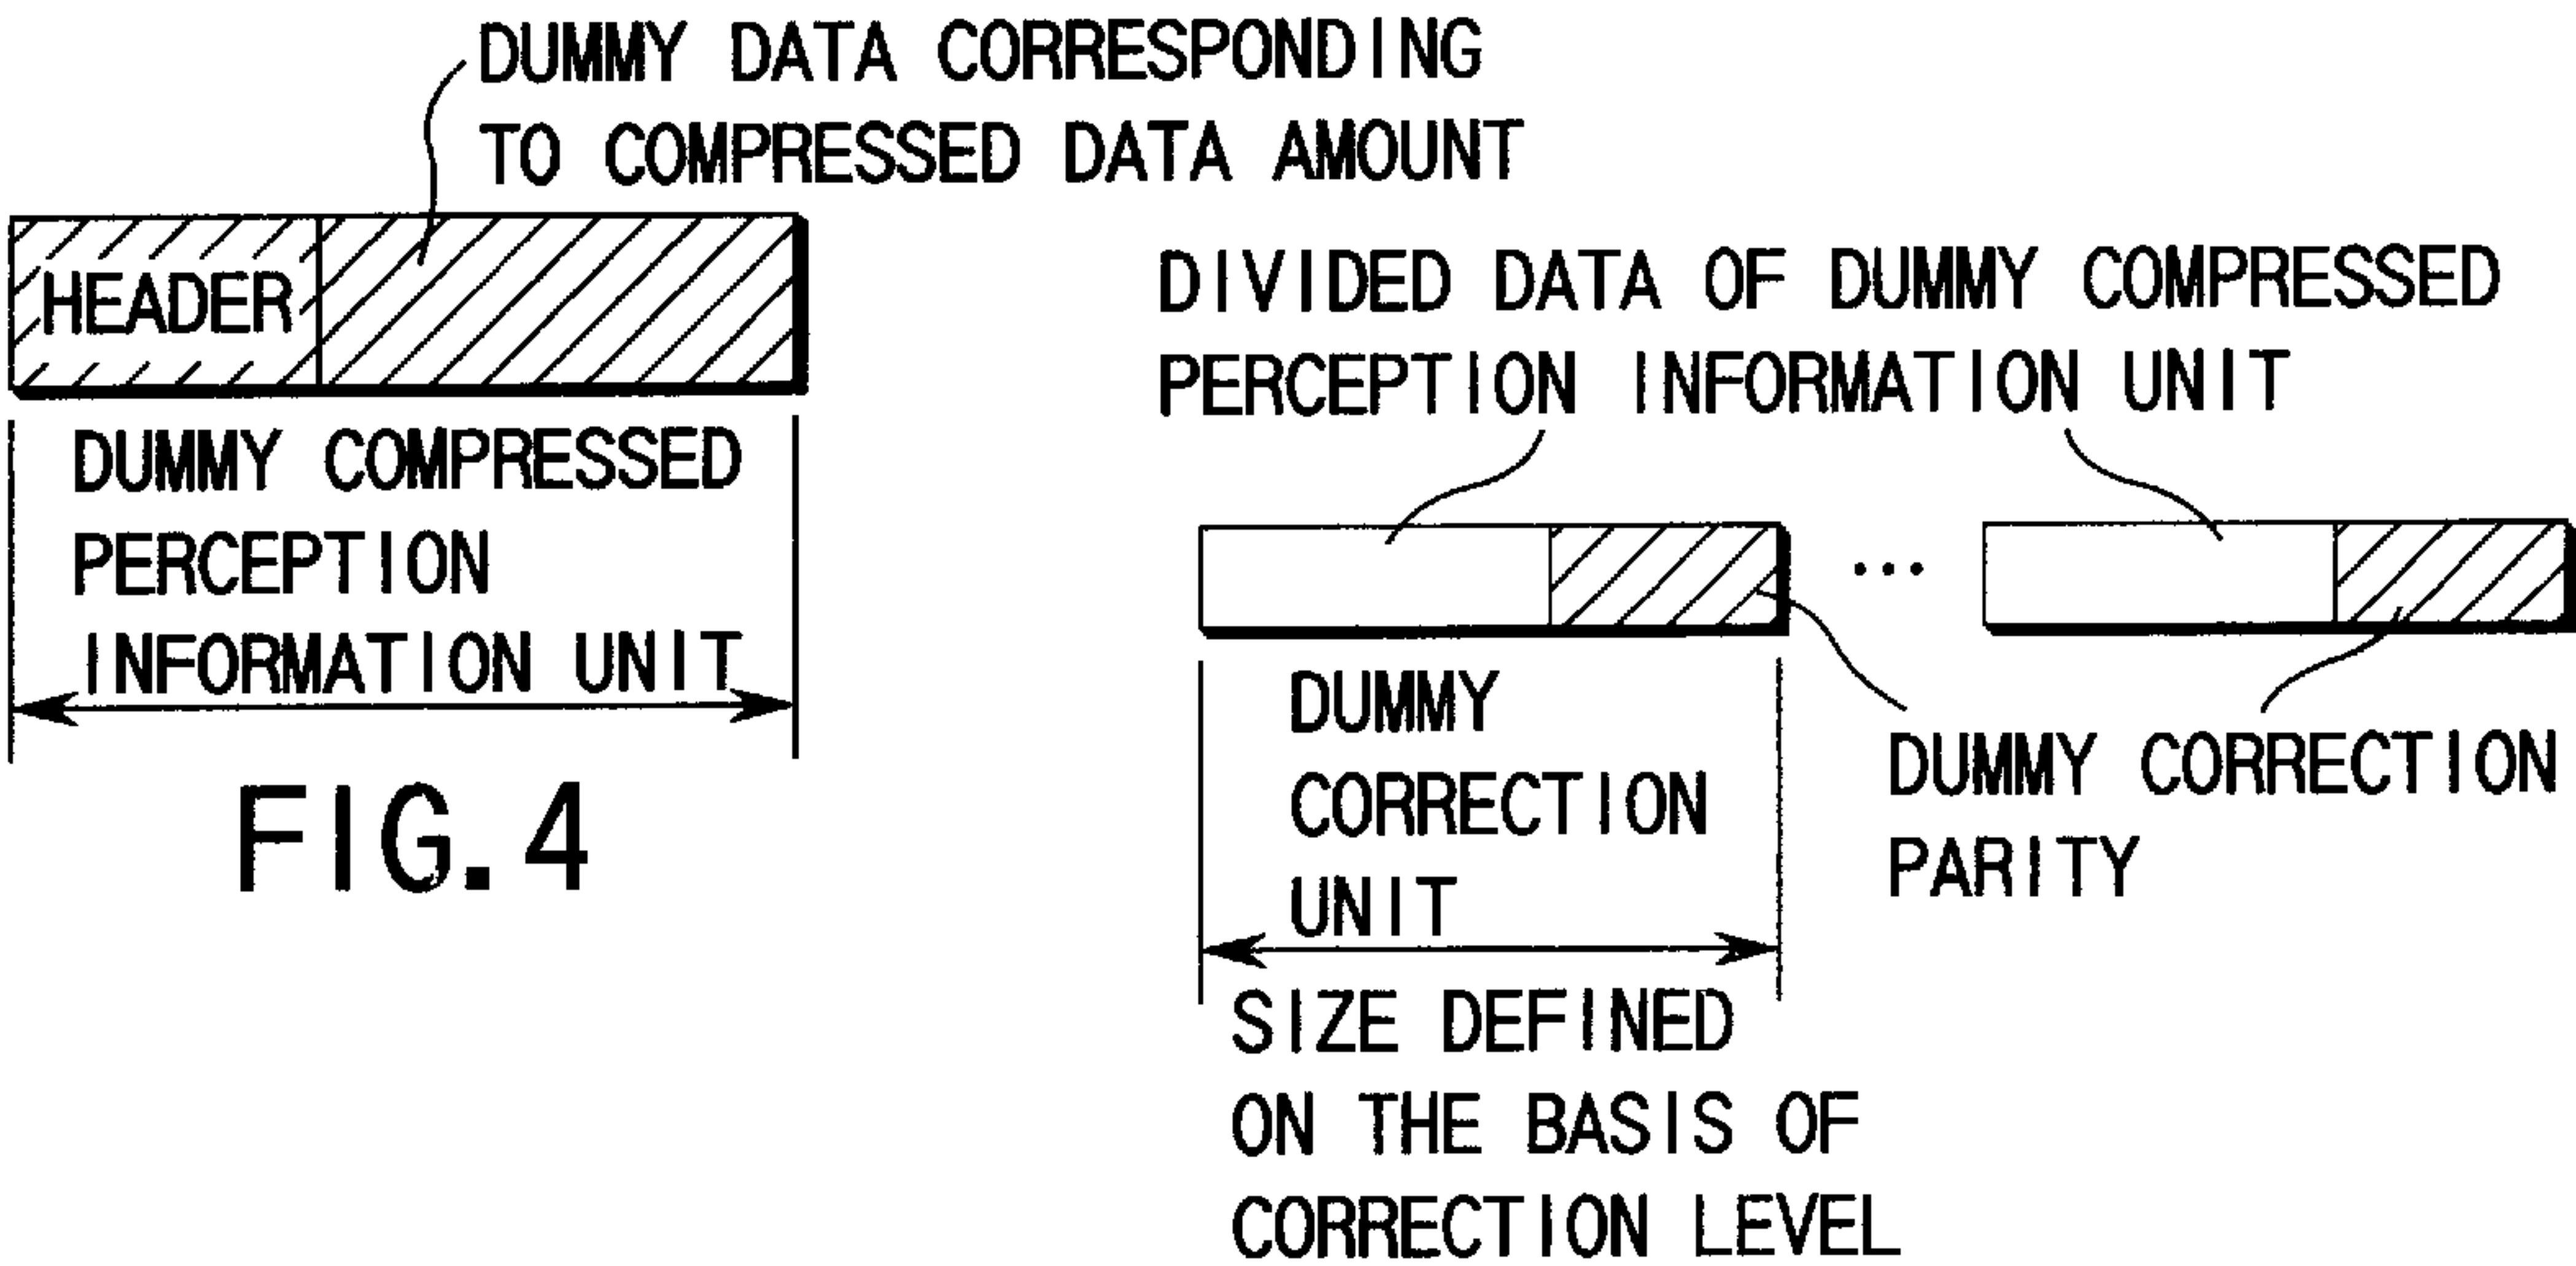 DUMMY DATA CORRESPONDING
TO COMPRESSED DATA AMOUNT
HEADER
DUMMY COMPRESSED
PERCEPTION
INFORMATION UNIT
FIG. 4
DIVIDED DATA OF DUMMY COMPRESSED
PERCEPTION INFORMATION UNIT
...
DUMMY
CORRECTION
UNIT
DUMMY CORRECTION
PARITY
SIZE DEFINED
ON THE BASIS OF
CORRECTION LEVEL